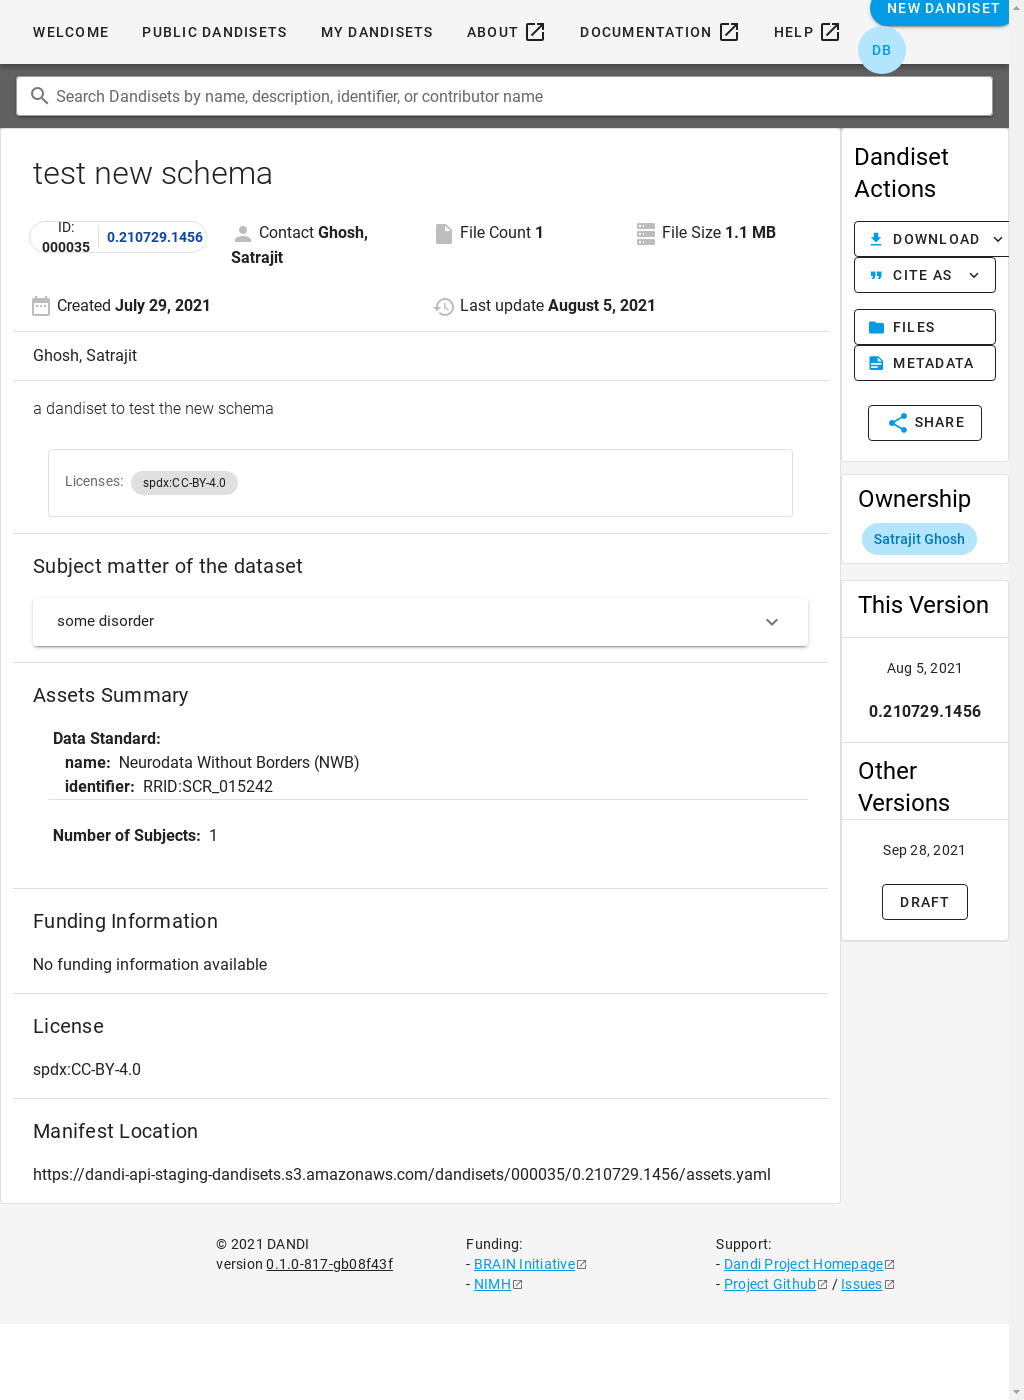 WELCOME PUBLIC DANDISETS MY DANDISETS ABOUT DOCUMENTATION HELP NEW DANDISET
DB
Search Dandisets by name, description, identifier, or contributor name
test new schema
ID: 000035 0.210729.1456
Contact Ghosh, Satrajit
File Count 1
File Size 1.1 MB
Created July 29, 2021
Last update August 5, 2021
Ghosh, Satrajit
a dandiset to test the new schema
Licenses: spdx:CC-BY-4.0
Subject matter of the dataset
some disorder
Assets Summary
Data Standard:
name: Neurodata Without Borders (NWB)
identifier: RRID:SCR_015242
Number of Subjects: 1
Funding Information
No funding information available
License
spdx:CC-BY-4.0
Manifest Location
https://dandi-api-staging-dandisets.s3.amazonaws.com/dandisets/000035/0.210729.1456/assets.yaml
Dandiset
Actions
DOWNLOAD
CITE AS
FILES
METADATA
SHARE
Ownership
Satrajit Ghosh
This Version
Aug 5, 2021
0.210729.1456
Other
Versions
Sep 28, 2021
DRAFT
© 2021 DANDI
version 0.1.0-817-gb08f43f
Funding:
- BRAIN Initiative
- NIMH
Support:
- Dandi Project Homepage
- Project Github / Issues